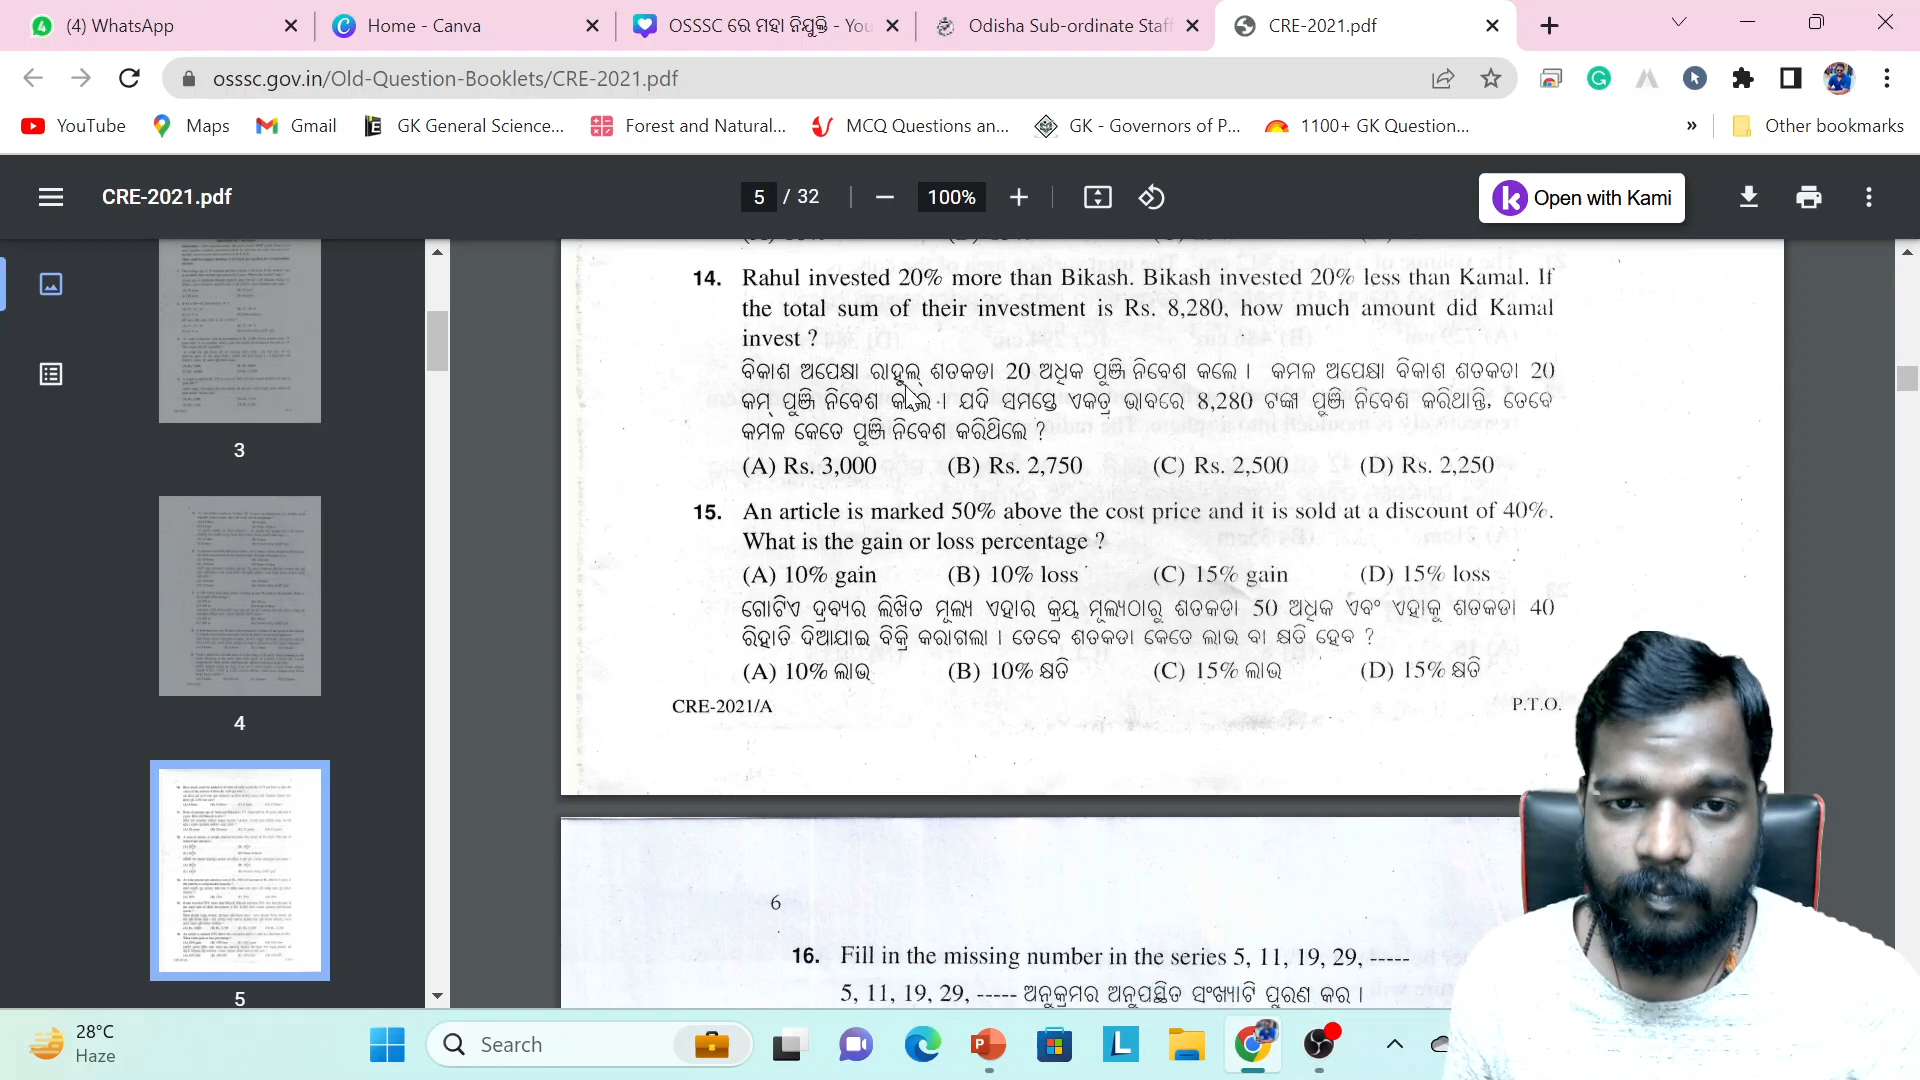 (4) WhatsApp
Home - Canva
OSSSC ରେ ମହା ନିଯୁକ୍ତି - You
Odisha Sub-ordinate Staff
CRE-2021.pdf
osssc.gov.in/Old-Question-Booklets/CRE-2021.pdf
YouTube
Maps
Gmail
GK General Science...
Forest and Natural...
MCQ Questions an...
GK - Governors of P...
1100+ GK Question...
»
Other bookmarks
CRE-2021.pdf
5 / 32
100%
Open with Kami
3
4
5
14. Rahul invested 20% more than Bikash. Bikash invested 20% less than Kamal. If
the total sum of their investment is Rs. 8,280, how much amount did Kamal
invest ?
ବିକାଶ ଅପେକ୍ଷା ରାହୁଲ୍ ଶତକଡା 20 ଅଧିକ ପୁଞ୍ଜି ନିବେଶ କଲେ । କମଳ ଅପେକ୍ଷା ବିକାଶ ଶତକଡା 20
କମ୍ ପୁଞ୍ଜି ନିବେଶ କଲେ । ଯଦି ସମସ୍ତେ ଏକତ୍ର ଭାବରେ 8,280 ଟଙ୍କା ପୁଞ୍ଜି ନିବେଶ କରିଥାନ୍ତି, ତେବେ
କମଳ କେତେ ପୁଞ୍ଜି ନିବେଶ କରିଥିଲେ ?
(A) Rs. 3,000 (B) Rs. 2,750 (C) Rs. 2,500 (D) Rs. 2,250
15. An article is marked 50% above the cost price and it is sold at a discount of 40%.
What is the gain or loss percentage ?
(A) 10% gain (B) 10% loss (C) 15% gain (D) 15% loss
ଗୋଟିଏ ଦ୍ରବ୍ୟର ଲିଖିତ ମୂଲ୍ୟ ଏହାର କ୍ରୟ ମୂଲ୍ୟଠାରୁ ଶତକଡା 50 ଅଧିକ ଏବଂ ଏହାକୁ ଶତକଡା 40
ରିହାତି ଦିଆଯାଇ ବିକ୍ରି କରାଗଲା । ତେବେ ଶତକଡା କେତେ ଲାଭ ବା କ୍ଷତି ହେବ ?
(A) 10% ଲାଭ (B) 10% କ୍ଷତି (C) 15% ଲାଭ (D) 15% କ୍ଷତି
CRE-2021/A P.T.O.
6
16. Fill in the missing number in the series 5, 11, 19, 29, -----
5, 11, 19, 29, ----- ଅନୁକ୍ରମର ଅନୁପସ୍ଥିତ ସଂଖ୍ୟାଟି ପୂରଣ କର ।
28°C
Haze
Search